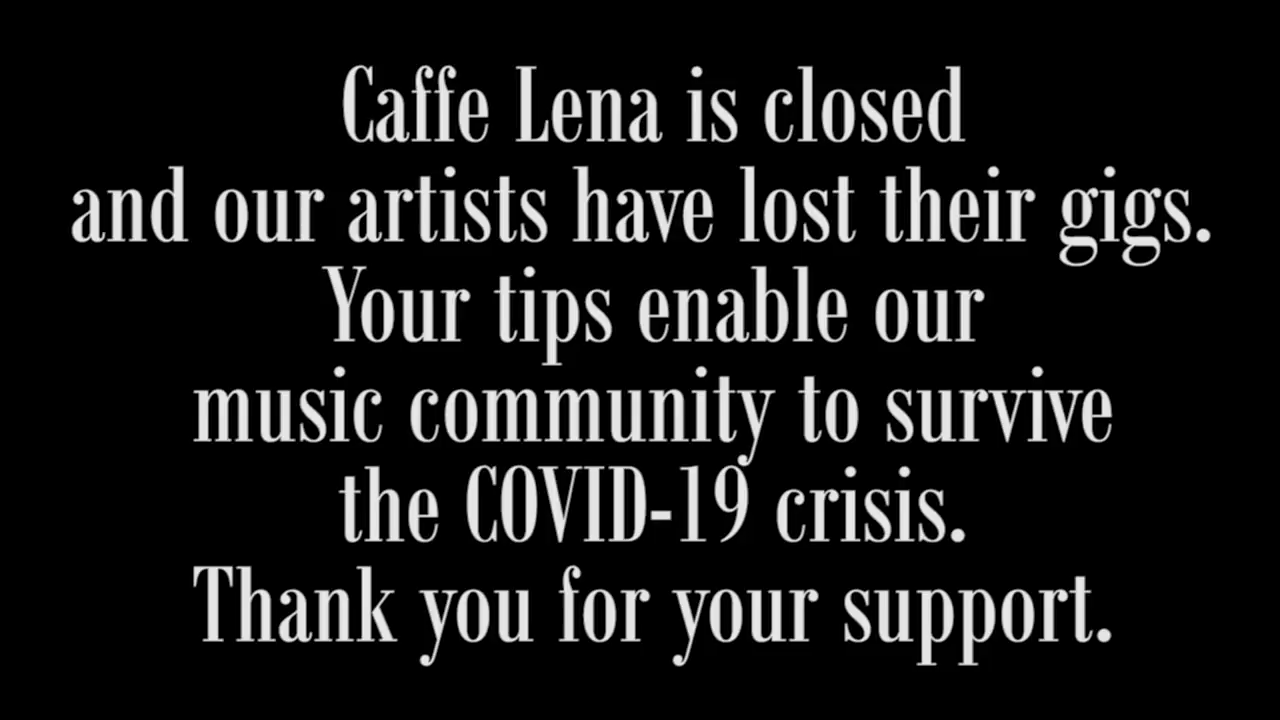 Caffe Lena is closed
and our artists have lost their gigs.
Your tips enable our
music community to survive
the COVID-19 crisis.
Thank you for your support.